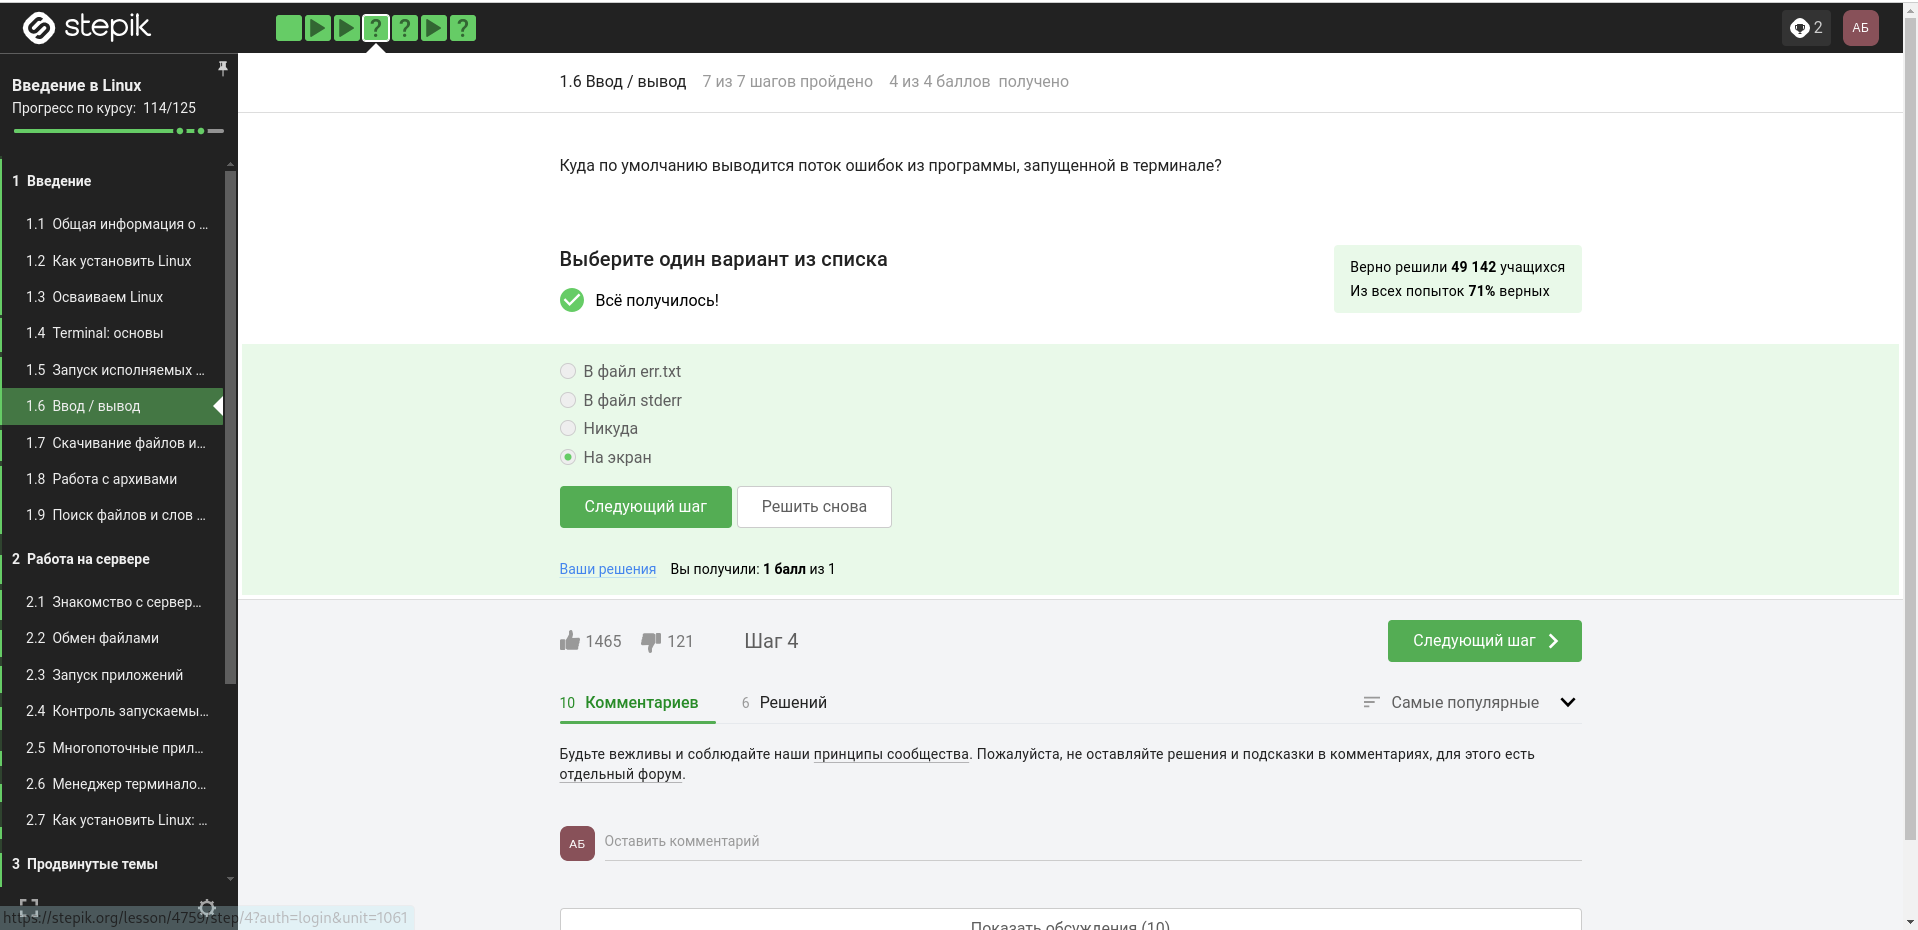 stepik
? ? ?
2
АБ
Введение в Linux
Прогресс по курсу: 114/125
1 Введение
1.1 Общая информация о ...
1.2 Как установить Linux
1.3 Осваиваем Linux
1.4 Terminal: основы
1.5 Запуск исполняемых ...
1.6 Ввод / вывод
1.7 Скачивание файлов и...
1.8 Работа с архивами
1.9 Поиск файлов и слов ...
2 Работа на сервере
2.1 Знакомство с сервер...
2.2 Обмен файлами
2.3 Запуск приложений
2.4 Контроль запускаемы...
2.5 Многопоточные прил...
2.6 Менеджер терминало...
2.7 Как установить Linux: ...
3 Продвинутые темы
https://stepik.org/lesson/4759/step/4?auth=login&unit=1061
1.6 Ввод / вывод 7 из 7 шагов пройдено 4 из 4 баллов получено
Куда по умолчанию выводится поток ошибок из программы, запущенной в терминале?
Выберите один вариант из списка
Всё получилось!
Верно решили 49 142 учащихся
Из всех попыток 71% верных
В файл err.txt
В файл stderr
Никуда
На экран
Следующий шаг Решить снова
Ваши решения Вы получили: 1 балл из 1
1465 121 Шаг 4 Следующий шаг
10 Комментариев 6 Решений Самые популярные
Будьте вежливы и соблюдайте наши принципы сообщества. Пожалуйста, не оставляйте решения и подсказки в комментариях, для этого есть
отдельный форум.
АБ Оставить комментарий
Показать обсуждения (10)